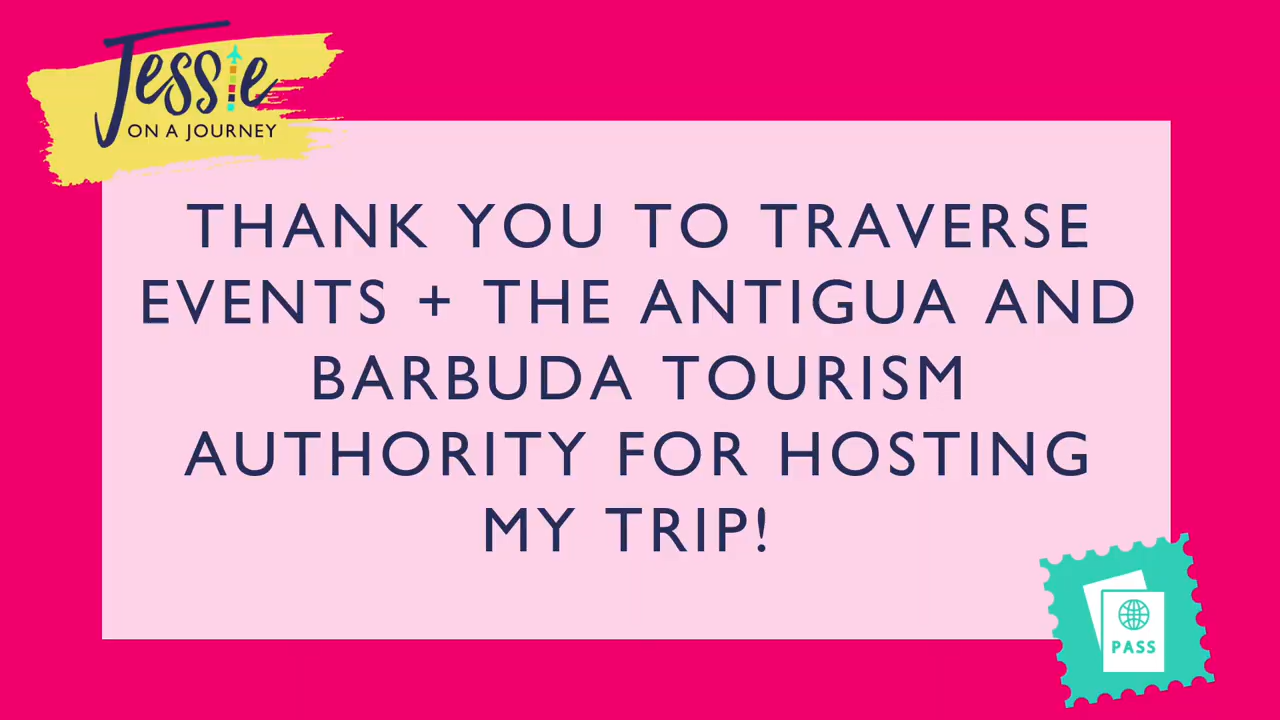 Jessie
ON A JOURNEY
THANK YOU TO TRAVERSE
EVENTS + THE ANTIGUA AND
BARBUDA TOURISM
AUTHORITY FOR HOSTING
MY TRIP!
PASS